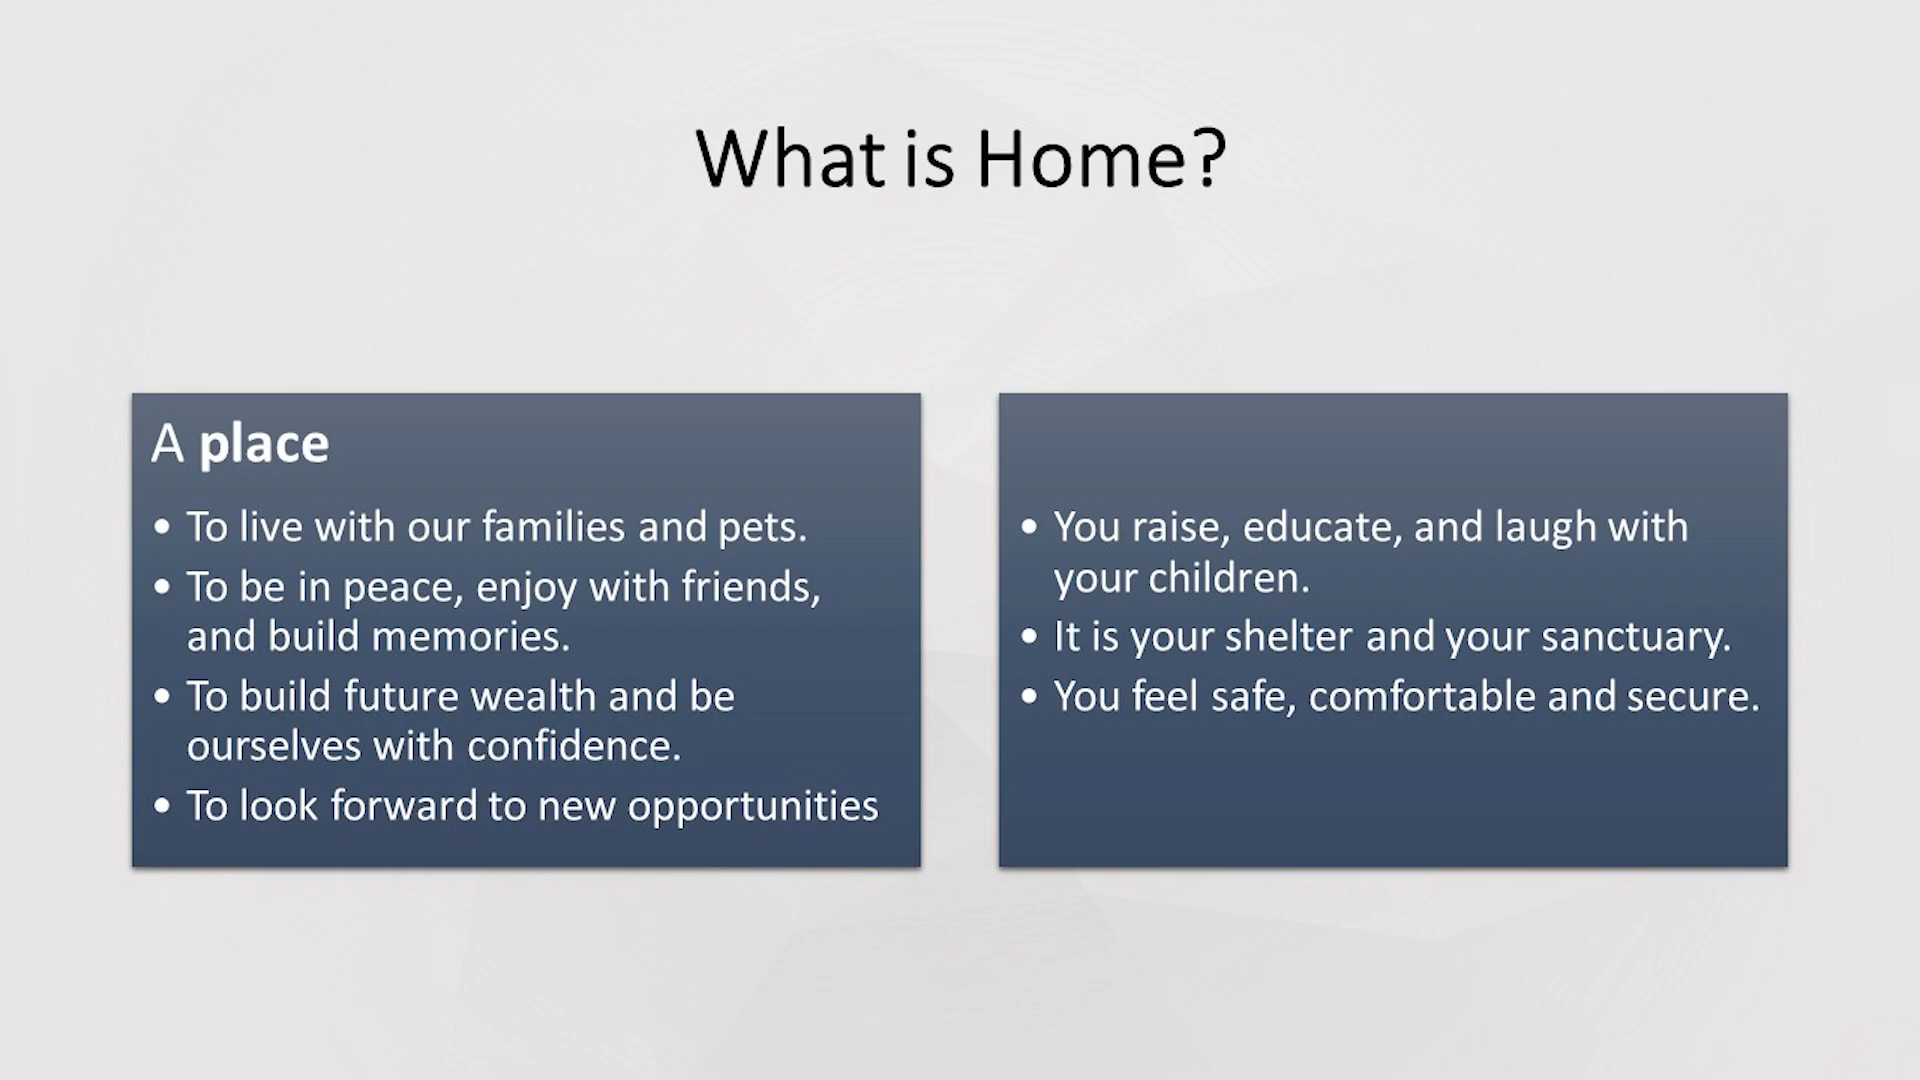 What is Home?
A place
• To live with our families and pets.
• To be in peace, enjoy with friends,
and build memories.
• To build future wealth and be
ourselves with confidence.
• To look forward to new opportunities
• You raise, educate, and laugh with
your children.
• It is your shelter and your sanctuary.
• You feel safe, comfortable and secure.